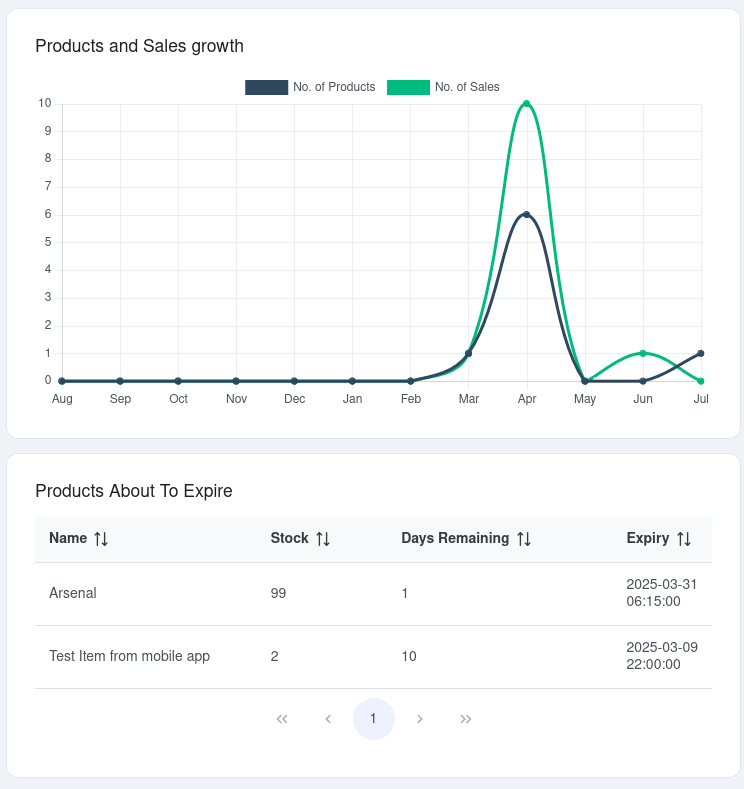 Products and Sales growth
No. of Products No. of Sales
10
9
8
7
6
5
4
3
2
1
0
Aug Sep Oct Nov Dec Jan Feb Mar Apr May Jun Jul
Products About To Expire
Name Stock Days Remaining Expiry
Arsenal 99 1 2025-03-31
06:15:00
Test Item from mobile app 2 10 2025-03-09
22:00:00
« ‹ 1 › »